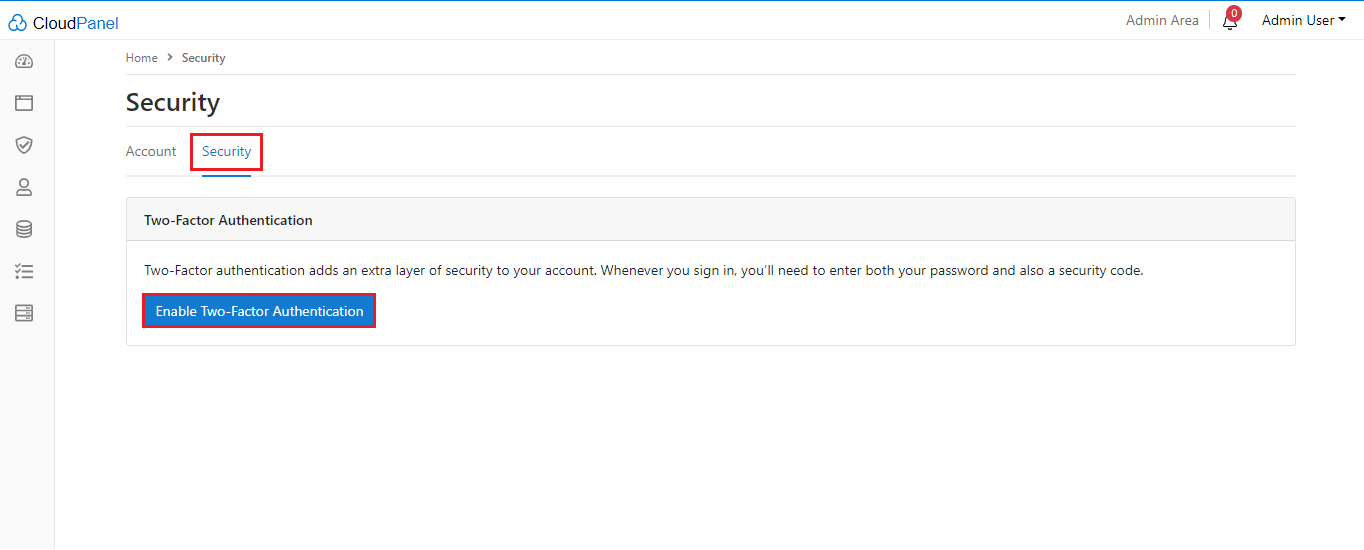 CloudPanel
Admin Area
0
Admin User
Home > Security
Security
Account
Security
Two-Factor Authentication
Two-Factor authentication adds an extra layer of security to your account. Whenever you sign in, you'll need to enter both your password and also a security code.
Enable Two-Factor Authentication